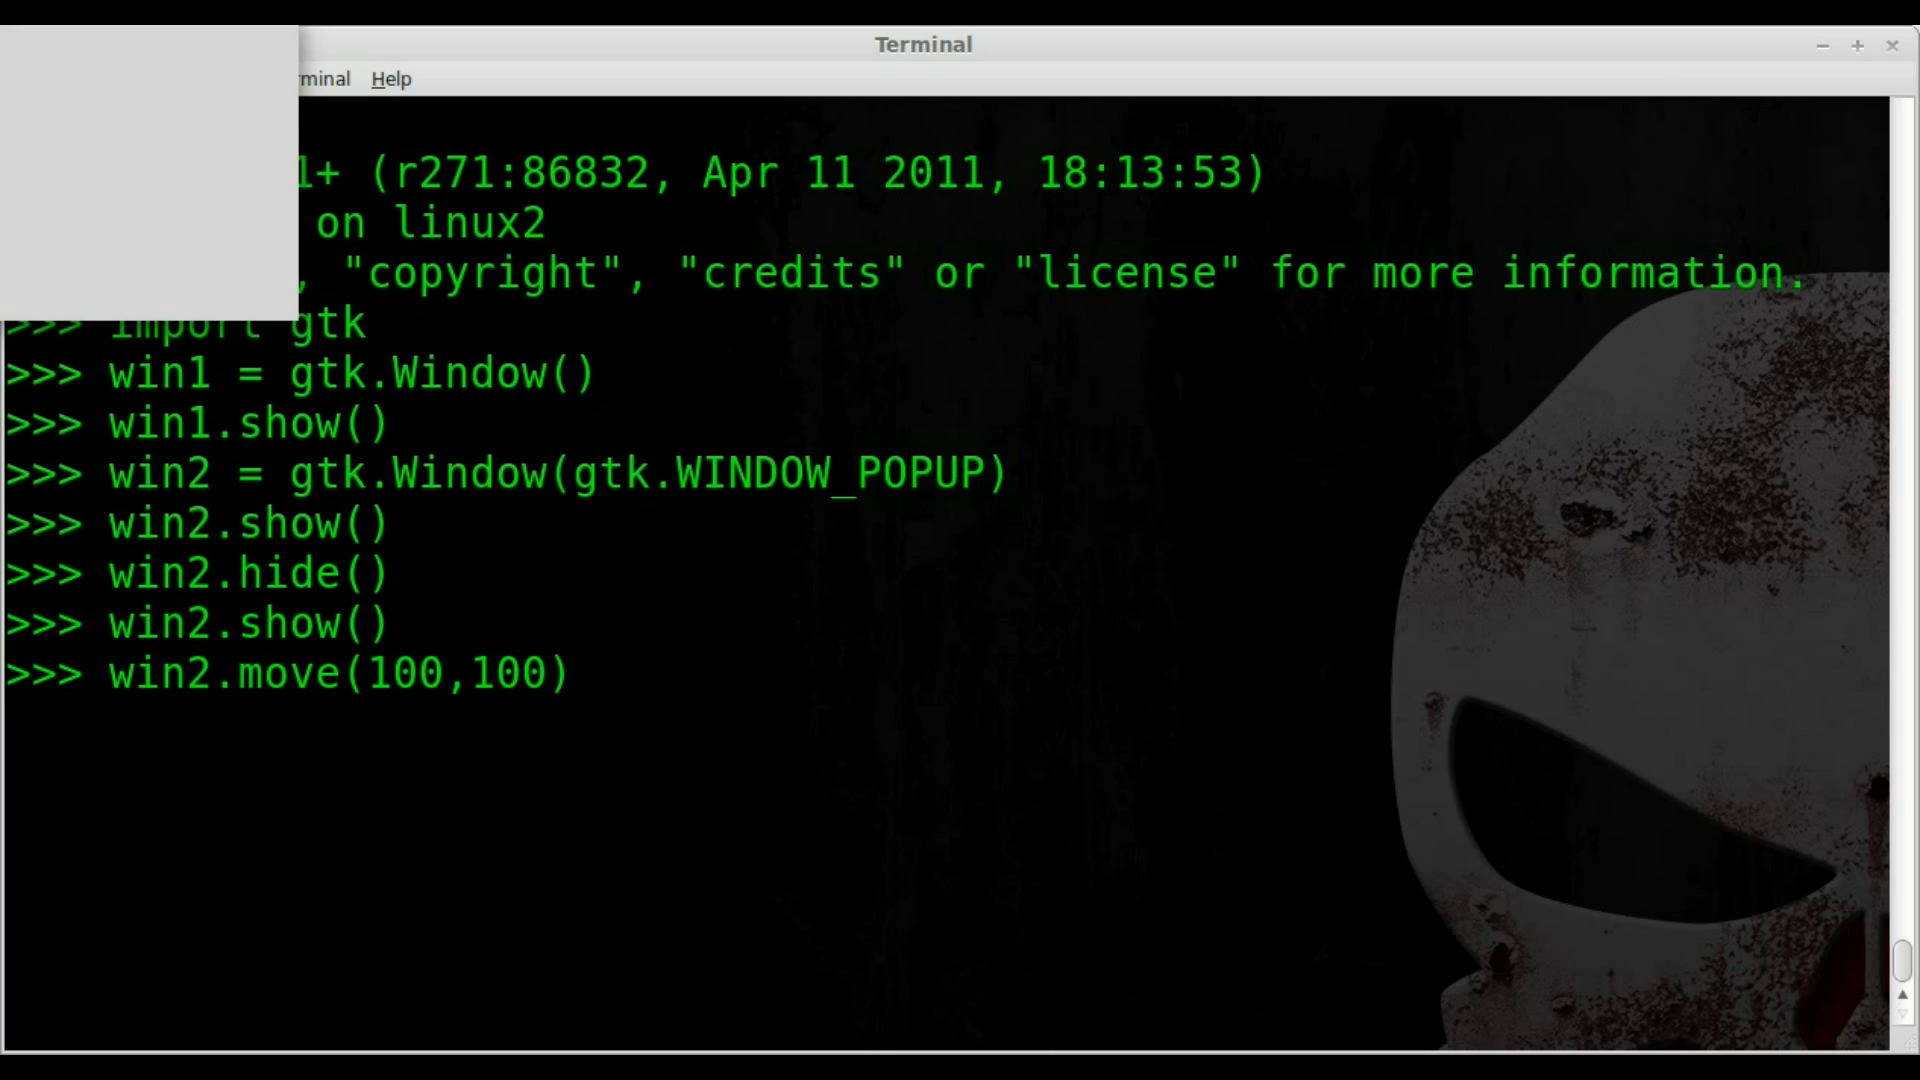 Terminal
minal Help
1+ (r271:86832, Apr 11 2011, 18:13:53)
on linux2
, "copyright", "credits" or "license" for more information.
>>> import gtk
>>> win1 = gtk.Window()
>>> win1.show()
>>> win2 = gtk.Window(gtk.WINDOW_POPUP)
>>> win2.show()
>>> win2.hide()
>>> win2.show()
>>> win2.move(100,100)